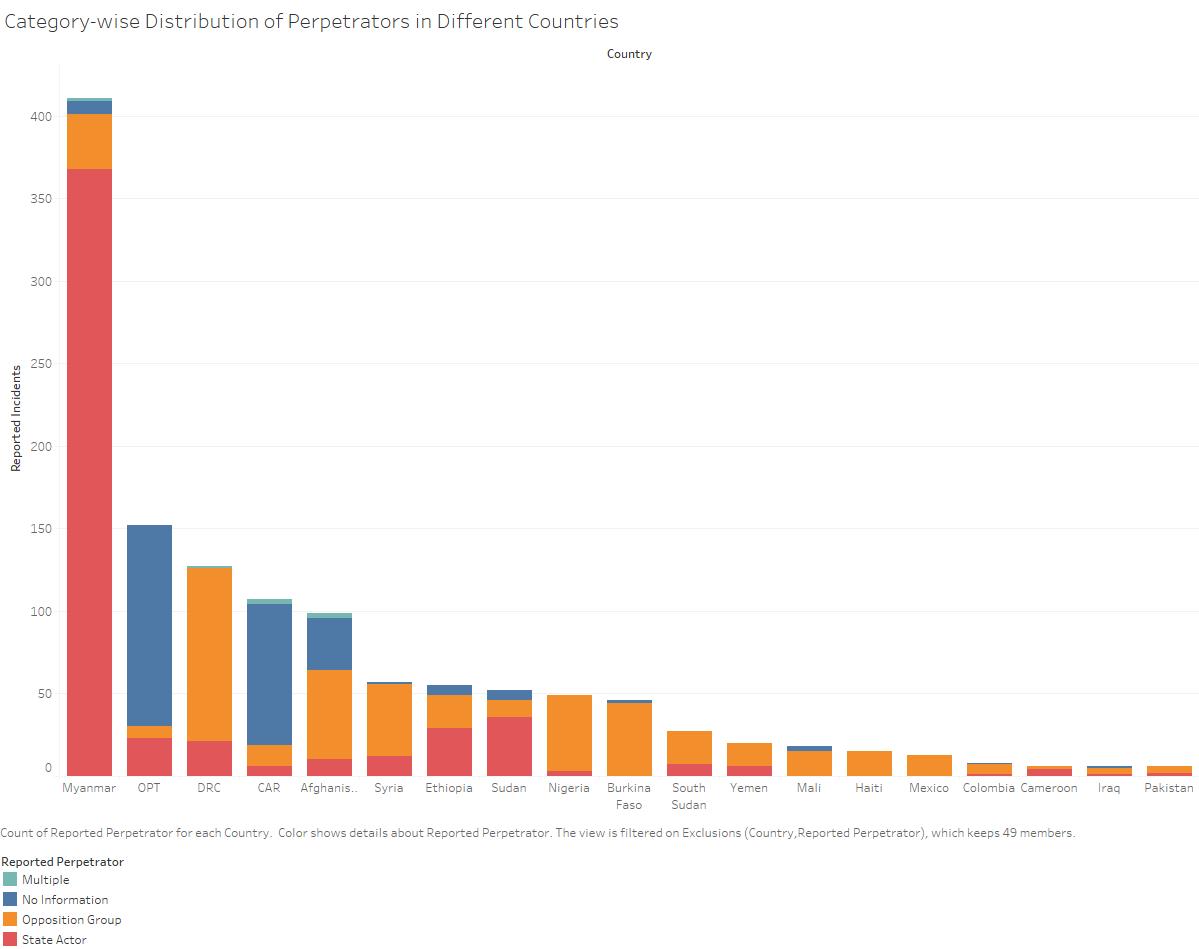 Category-wise Distribution of Perpetrators in Different Countries
Country
400
350
300
250
200
150
100
50
0
Reported Incidents
Myanmar OPT DRC CAR Afghanis.. Syria Ethiopia Sudan Nigeria Burkina Faso South Sudan Yemen Mali Haiti Mexico Colombia Cameroon Iraq Pakistan
Count of Reported Perpetrator for each Country.  Color shows details about Reported Perpetrator. The view is filtered on Exclusions (Country,Reported Perpetrator), which keeps 49 members.
Reported Perpetrator
Multiple
No Information
Opposition Group
State Actor